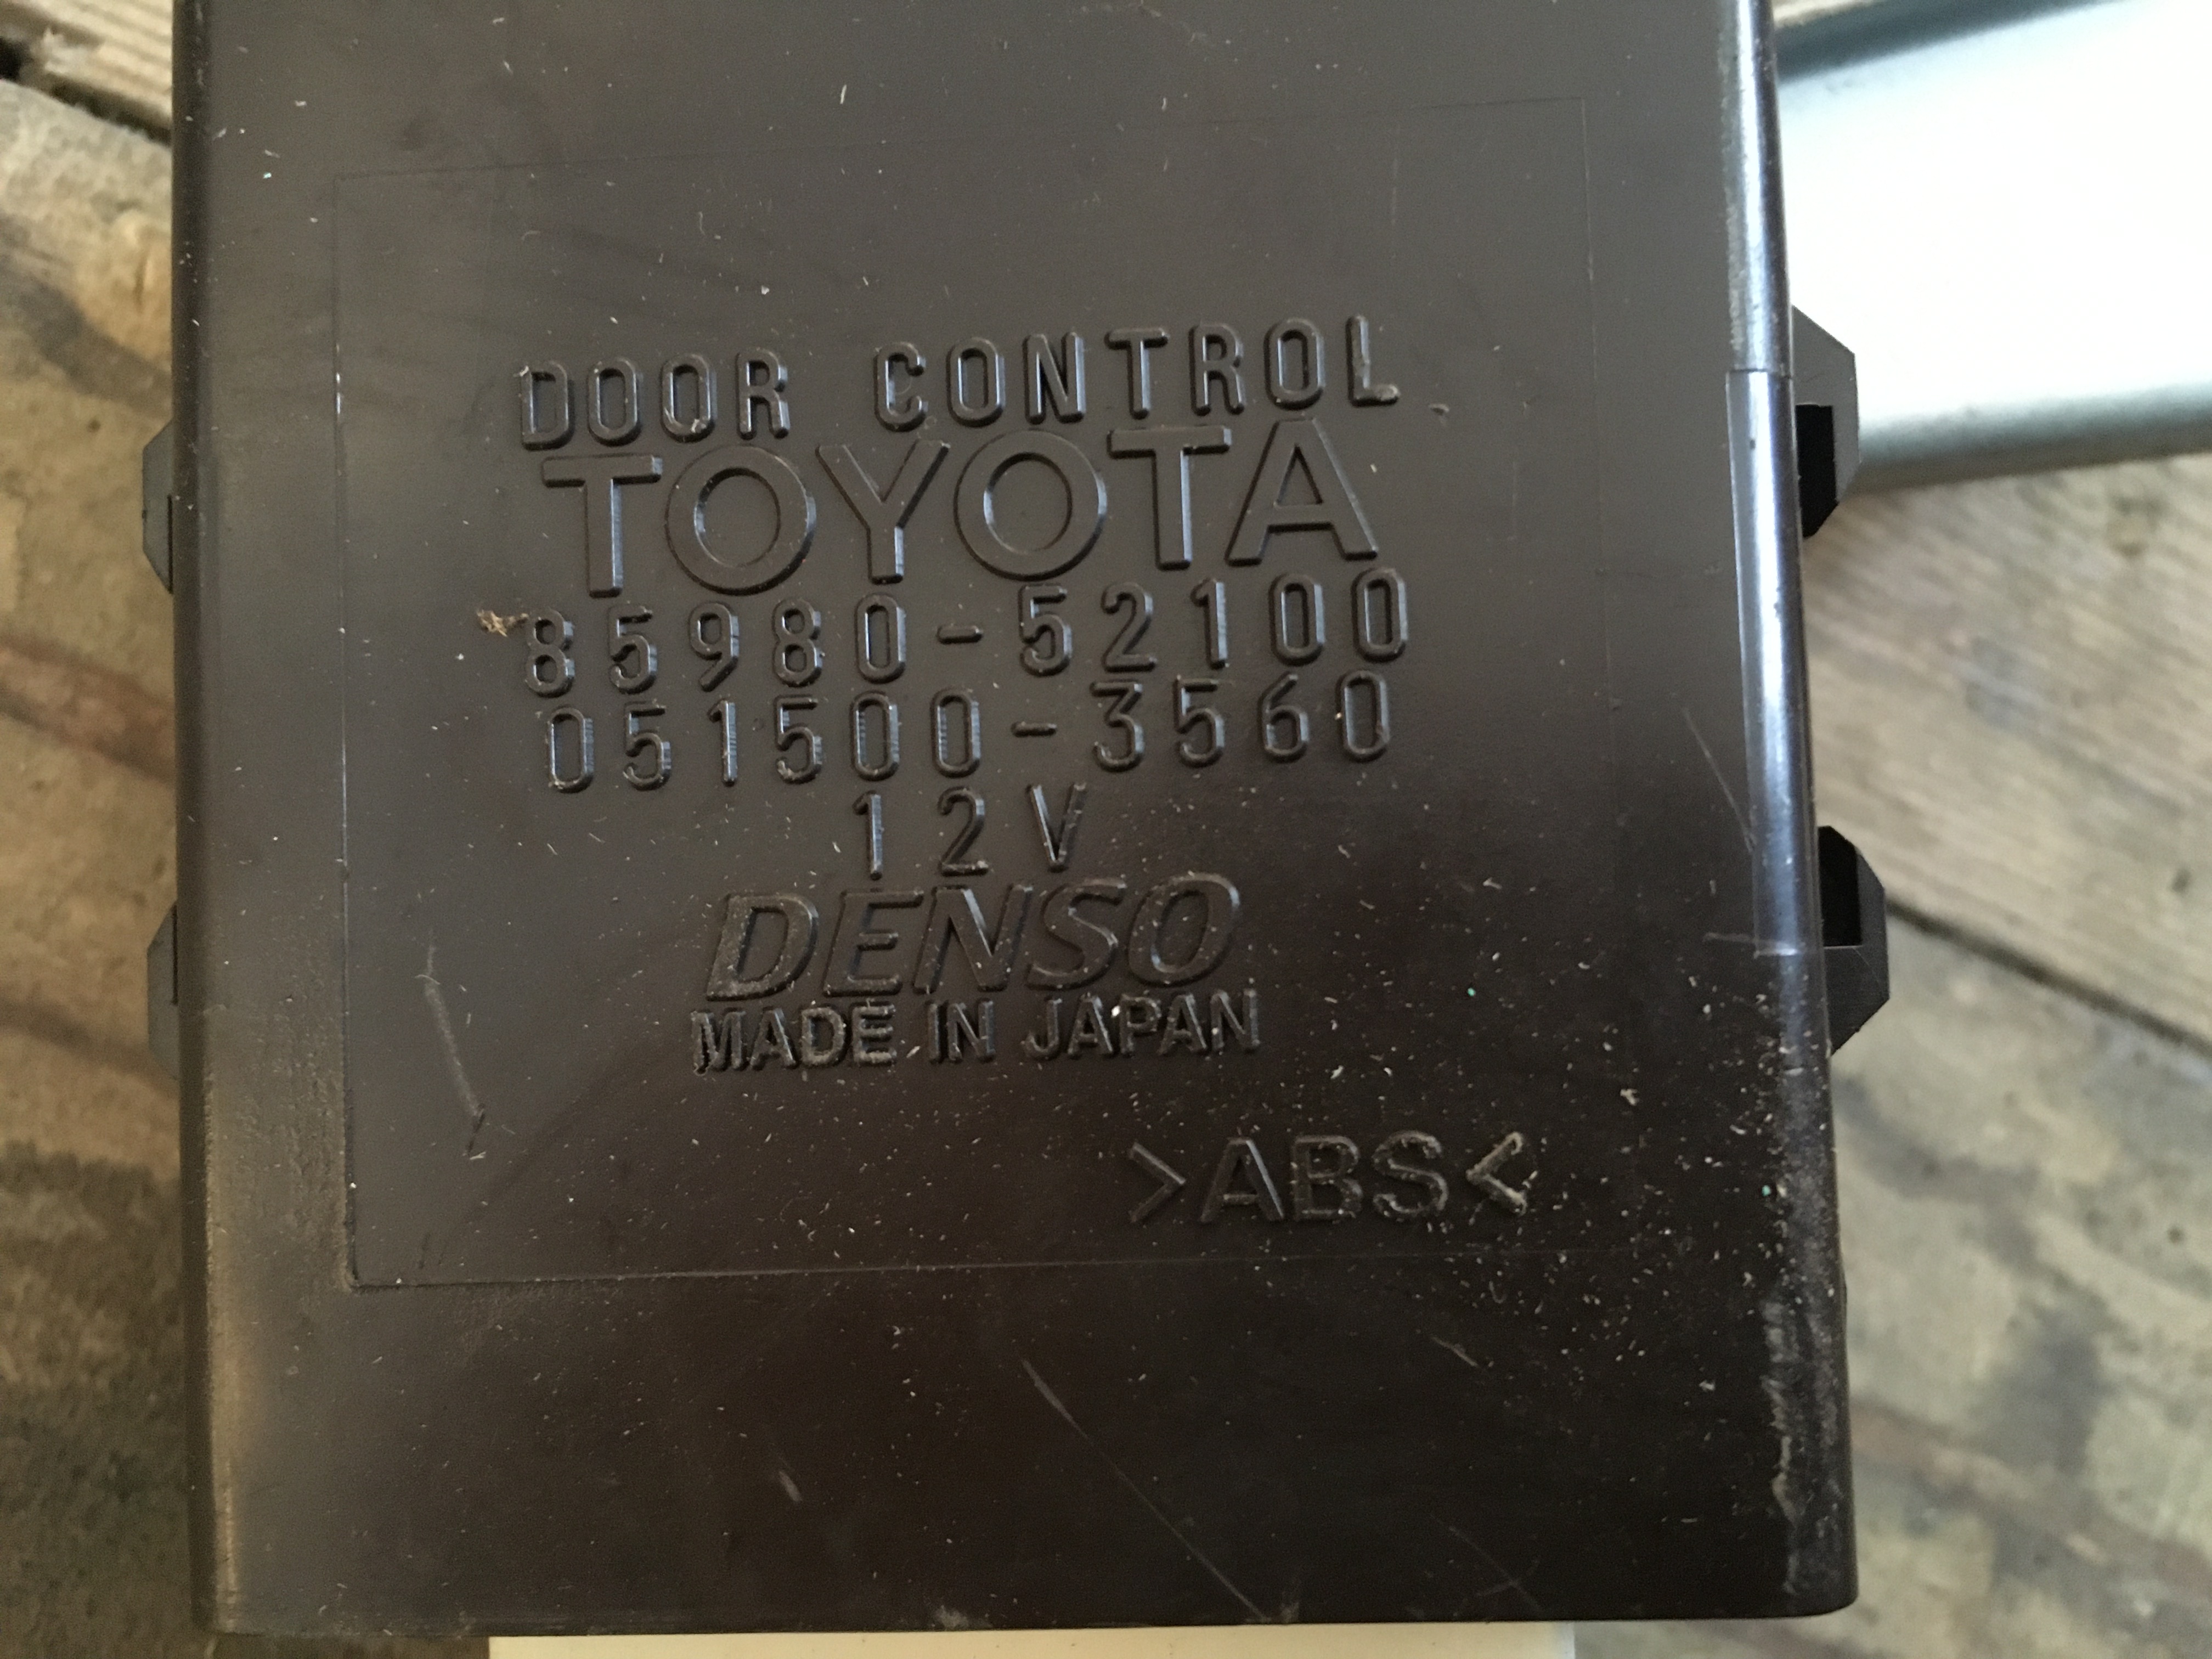 DOOR CONTROL
TOYOTA
85980-52100
051500-3560
12V
DENSO
MADE IN JAPAN
>ABS<